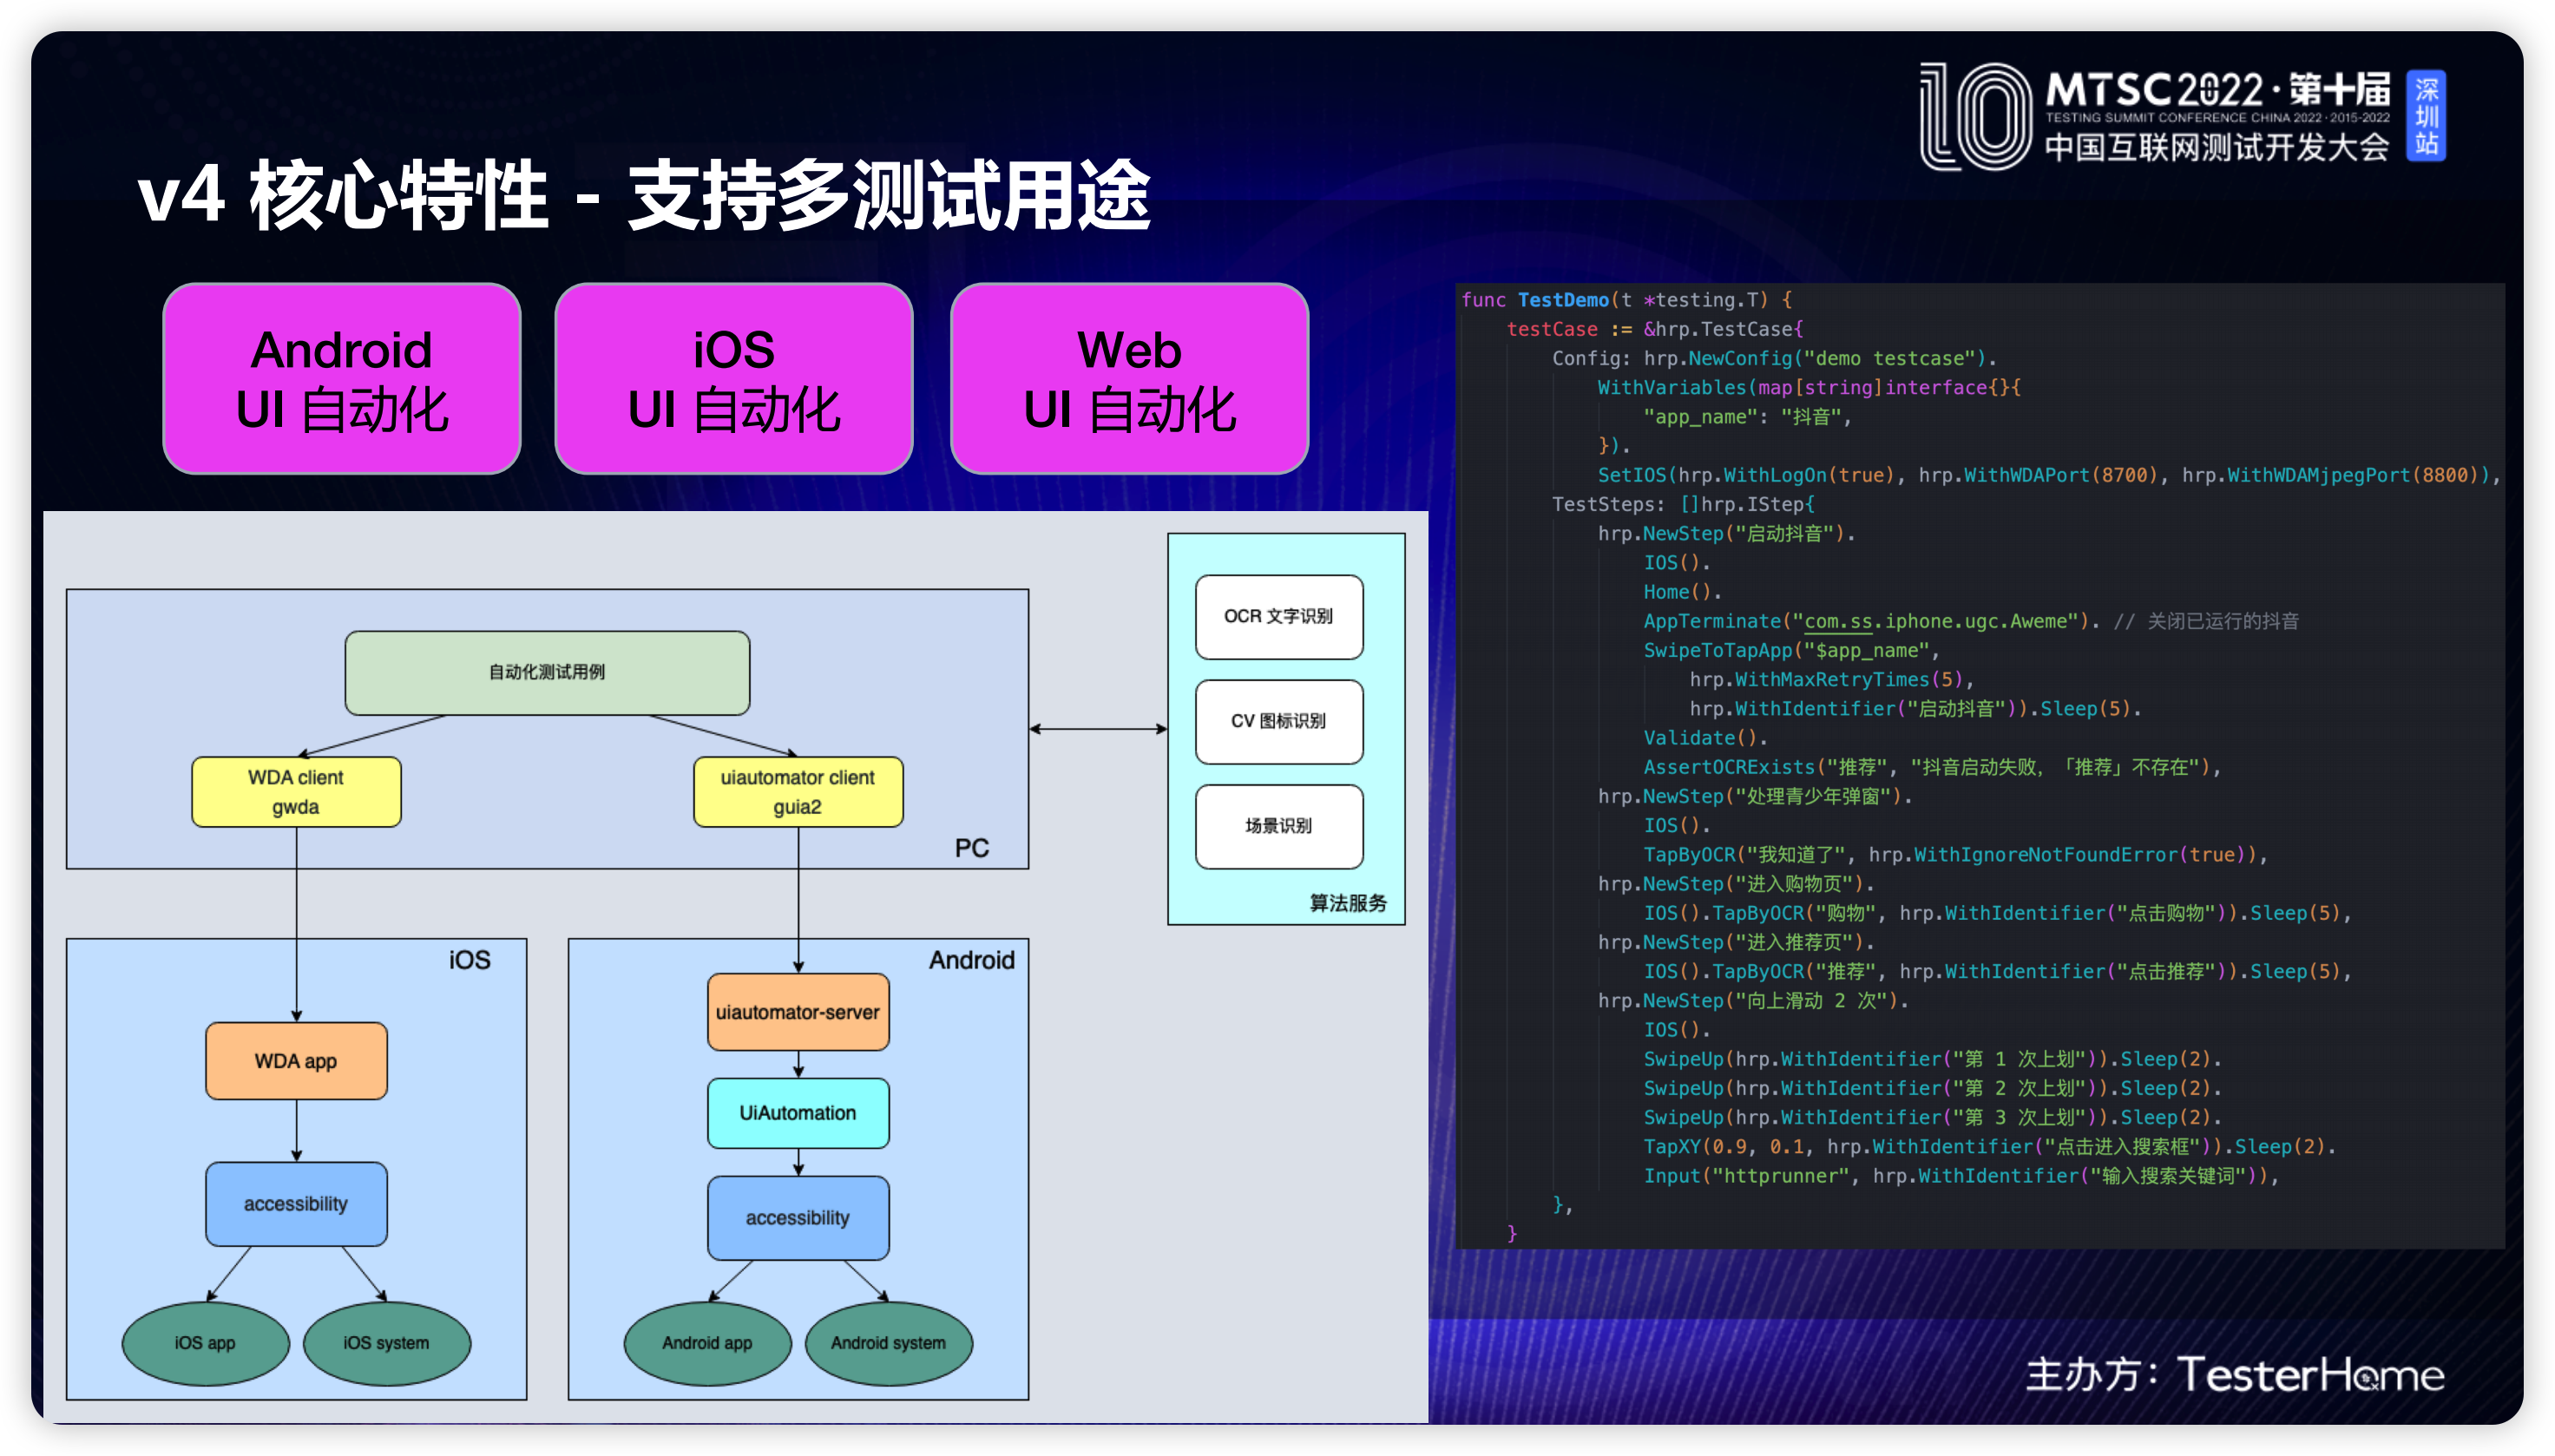 10
MTSC2022·第十届
TESTING SUMMIT CONFERENCE CHINA 2022·2015-2022
中国互联网测试开发大会
深圳站
v4 核心特性 - 支持多测试用途
Android
UI 自动化
iOS
UI 自动化
Web
UI 自动化
自动化测试用例
WDA client
gwda
uiautomator client
guia2
PC
OCR 文字识别
CV 图标识别
场景识别
算法服务
iOS
WDA app
accessibility
iOS app
iOS system
Android
uiautomator-server
UiAutomation
accessibility
Android app
Android system
func TestDemo(t *testing.T) {
testCase := &hrp.TestCase{
Config: hrp.NewConfig("demo testcase").
WithVariables(map[string]interface{}{
"app_name": "抖音",
}).
SetIOS(hrp.WithLogOn(true), hrp.WithWDAPort(8700), hrp.WithWDAMjpegPort(8800)),
TestSteps: []hrp.IStep{
hrp.NewStep("启动抖音").
IOS().
Home().
AppTerminate("com.ss.iphone.ugc.Aweme"). // 关闭已运行的抖音
SwipeToTapApp("$app_name",
hrp.WithMaxRetryTimes(5),
hrp.WithIdentifier("启动抖音")).Sleep(5).
Validate().
AssertOCRExists("推荐", "抖音启动失败，「推荐」不存在"),
hrp.NewStep("处理青少年弹窗").
IOS().
TapByOCR("我知道了", hrp.WithIgnoreNotFoundError(true)),
hrp.NewStep("进入购物页").
IOS().TapByOCR("购物", hrp.WithIdentifier("点击购物")).Sleep(5),
hrp.NewStep("进入推荐页").
IOS().TapByOCR("推荐", hrp.WithIdentifier("点击推荐")).Sleep(5),
hrp.NewStep("向上滑动 2 次").
IOS().
SwipeUp(hrp.WithIdentifier("第 1 次上划")).Sleep(2).
SwipeUp(hrp.WithIdentifier("第 2 次上划")).Sleep(2).
SwipeUp(hrp.WithIdentifier("第 3 次上划")).Sleep(2).
TapXY(0.9, 0.1, hrp.WithIdentifier("点击进入搜索框")).Sleep(2).
Input("httprunner", hrp.WithIdentifier("输入搜索关键词")),
},
}
主办方：TesterHome